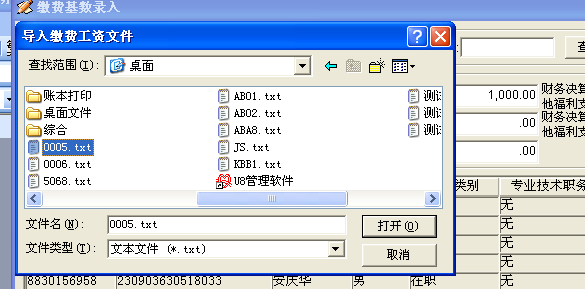 缴费基数录入
导入缴费工资文件
查找范围(I):
桌面
账本打印
桌面文件
综合
0005.txt
0006.txt
5068.txt
AB01.txt
AB02.txt
ABA8.txt
JS.txt
KBB1.txt
U8管理软件
测试
测试
测试
文件名(N):
0005.txt
打开(O)
文件类型(T):
文本文件 (*.txt)
取消
查
1,000.00
财务决算
他福利支
.00
财务决算
他福利支
.00
类别
专业技术职务
无
无
无
无
8830156958
230903630518033
安庆华
男
在职
无